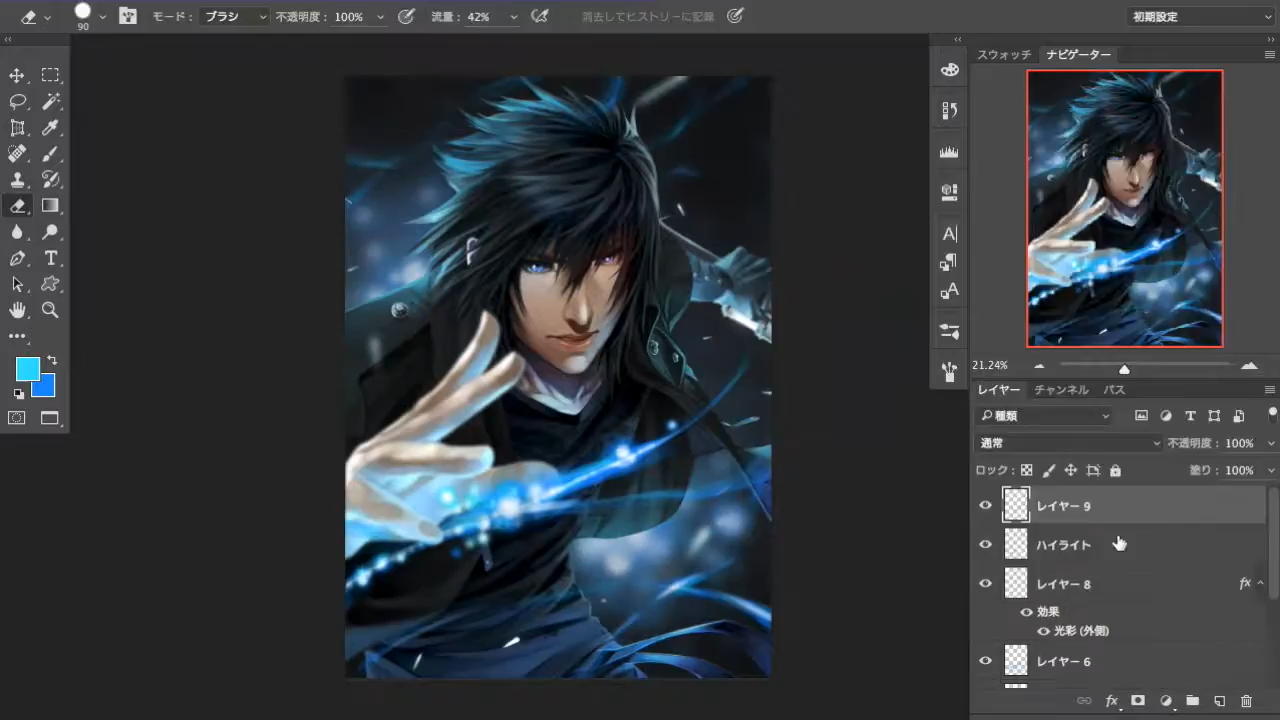 モード： ブラシ 不透明度： 100% 流量： 42% 消去してヒストリーに記録 初期設定
90
スウォッチ ナビゲーター
21.24%
レイヤー チャンネル パス
種類
通常 不透明度： 100%
ロック： 塗り： 100%
レイヤー 9
ハイライト
レイヤー 8 fx
効果
光彩 (外側)
レイヤー 6
fx